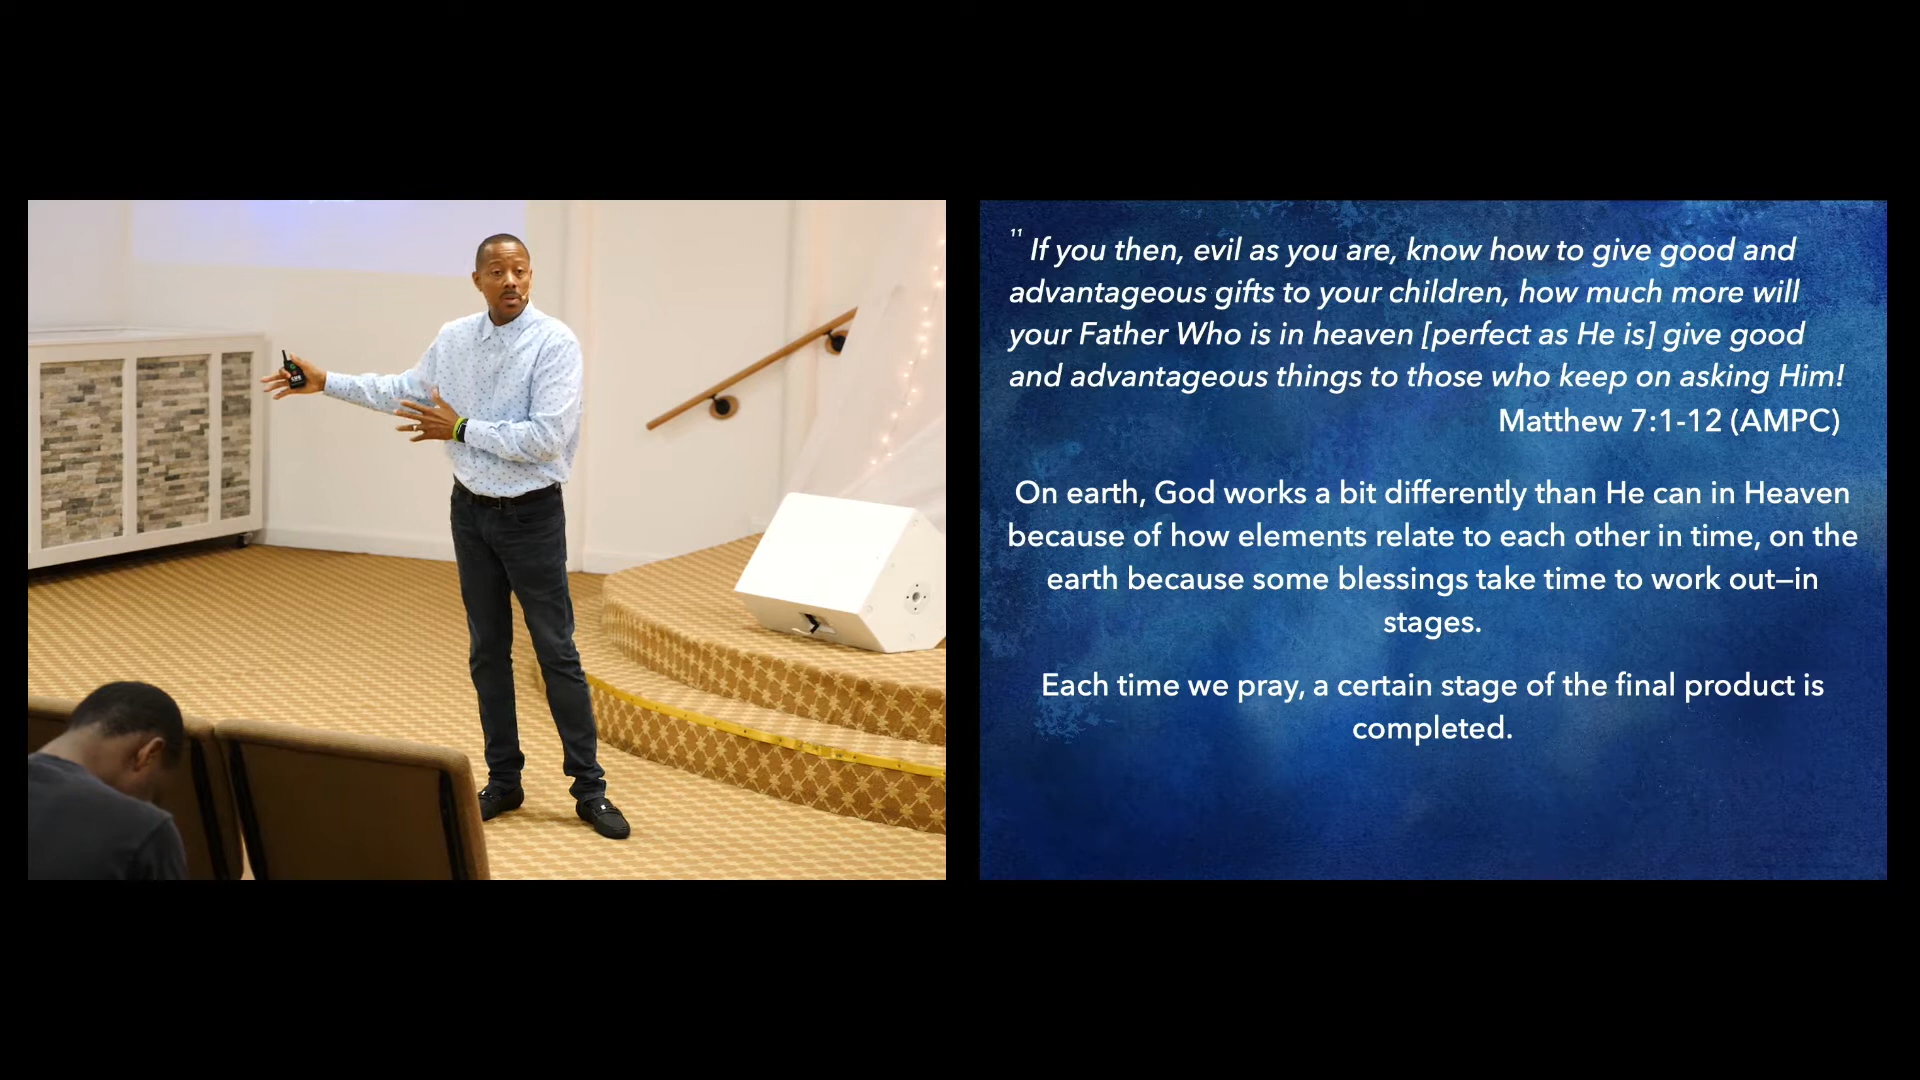 11 If you then, evil as you are, know how to give good and
advantageous gifts to your children, how much more will
your Father Who is in heaven [perfect as He is] give good
and advantageous things to those who keep on asking Him!
Matthew 7:1-12 (AMPC)
On earth, God works a bit differently than He can in Heaven
because of how elements relate to each other in time, on the
earth because some blessings take time to work out—in
stages.
Each time we pray, a certain stage of the final product is
completed.